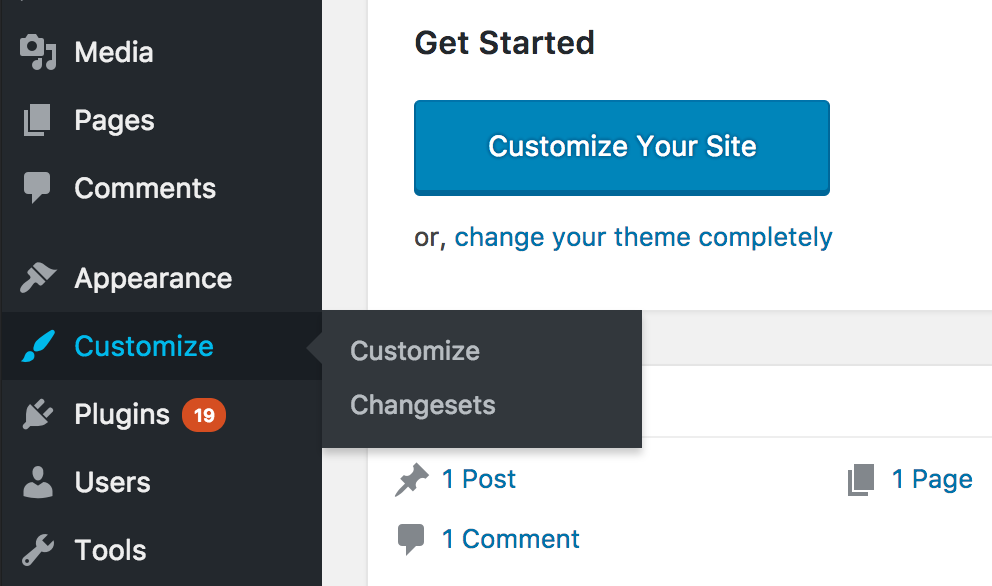 Media
Pages
Comments
Appearance
Customize
Plugins 19
Users
Tools
Customize
Changesets
Get Started
Customize Your Site
or, change your theme completely
1 Post
1 Page
1 Comment